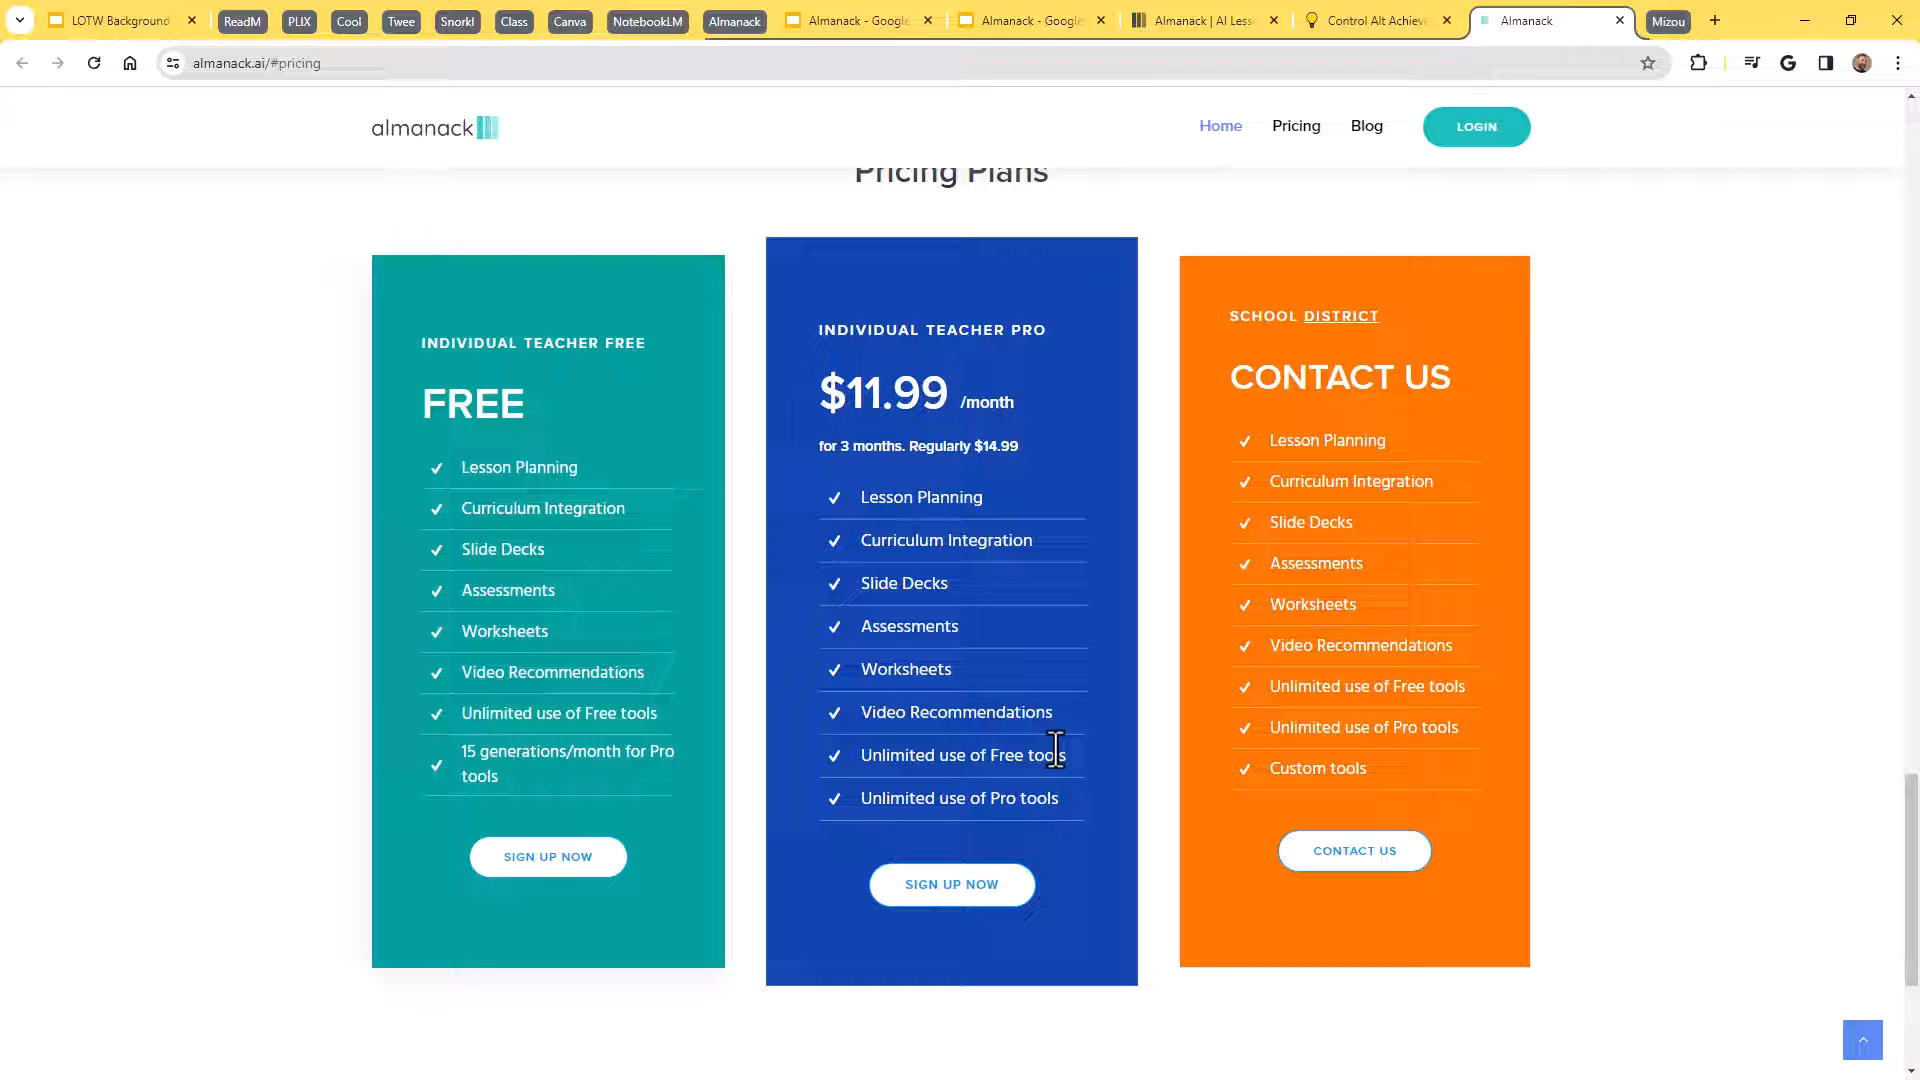 LOTW Background
ReadM
PLIX
Cool
Twee
Snorkl
Class
Canva
NotebookLM
Almanack
Almanack - Google
Almanack - Google
Almanack | AI Less
Control Alt Achieve
Almanack
Mizou
almanack.ai/#pricing
almanack
Home
Pricing
Blog
LOGIN
Pricing Plans
INDIVIDUAL TEACHER FREE
FREE
Lesson Planning
Curriculum Integration
Slide Decks
Assessments
Worksheets
Video Recommendations
Unlimited use of Free tools
15 generations/month for Pro
tools
SIGN UP NOW
INDIVIDUAL TEACHER PRO
$11.99 /month
for 3 months. Regularly $14.99
Lesson Planning
Curriculum Integration
Slide Decks
Assessments
Worksheets
Video Recommendations
Unlimited use of Free tools
Unlimited use of Pro tools
SIGN UP NOW
SCHOOL DISTRICT
CONTACT US
Lesson Planning
Curriculum Integration
Slide Decks
Assessments
Worksheets
Video Recommendations
Unlimited use of Free tools
Unlimited use of Pro tools
Custom tools
CONTACT US